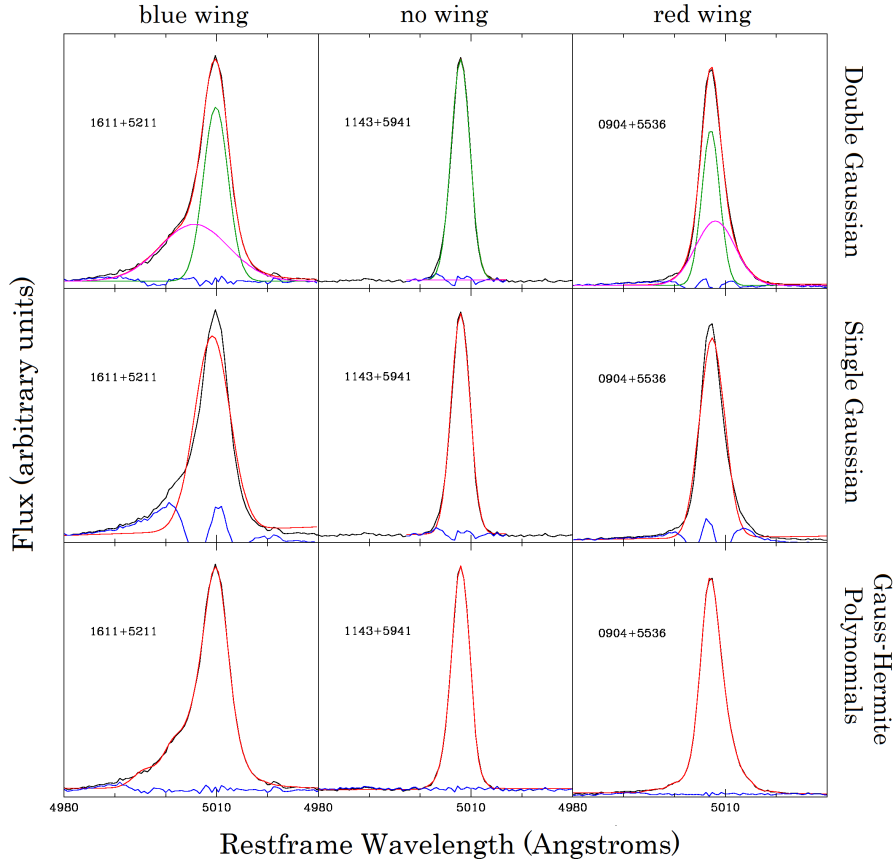 blue wing
no wing
red wing
1611+5211
1143+5941
0904+5536
Double Gaussian
1611+5211
1143+5941
0904+5536
Single Gaussian
1611+5211
1143+5941
0904+5536
Gauss-Hermite
Polynomials
Flux (arbitrary units)
4980
5010
4980
5010
4980
5010
Restframe Wavelength (Angstroms)